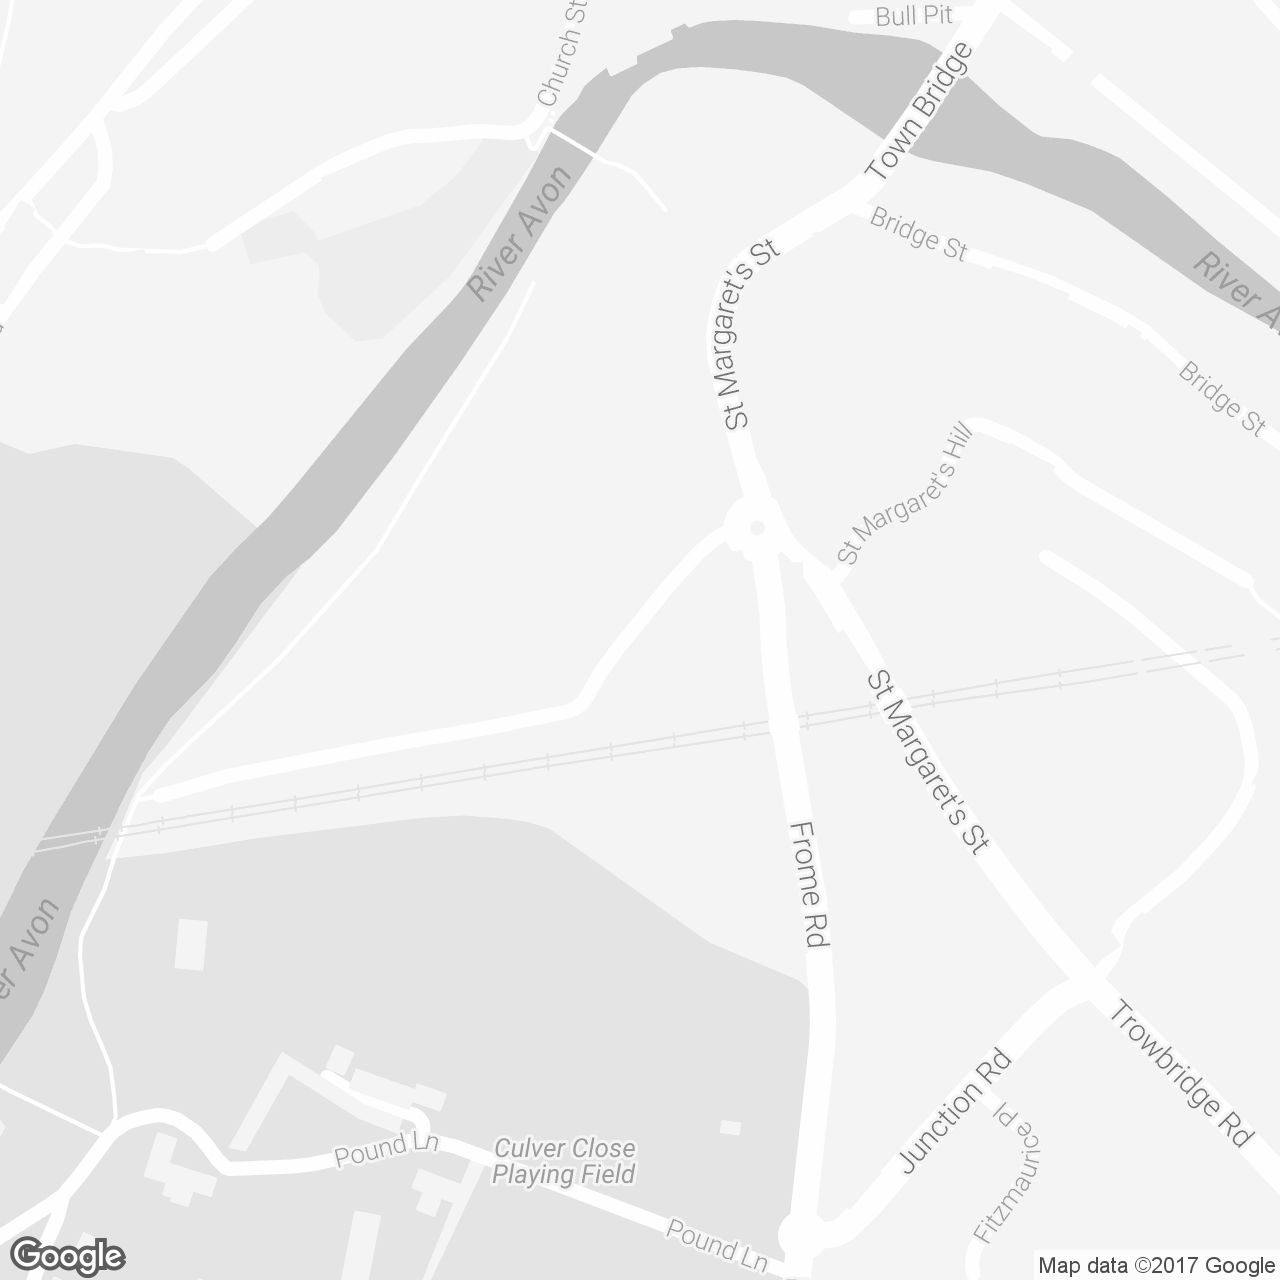 Bull Pit
Church St
Town Bridge
River Avon
Bridge St
St Margaret's St
River A
Bridge St
St Margaret's Hill
St Margaret's St
Frome Rd
er Avon
Trowbridge Rd
Junction Rd
Fitzmaurice Pl
Pound Ln
Culver Close
Playing Field
Pound Ln
Google
Map data ©2017 Google